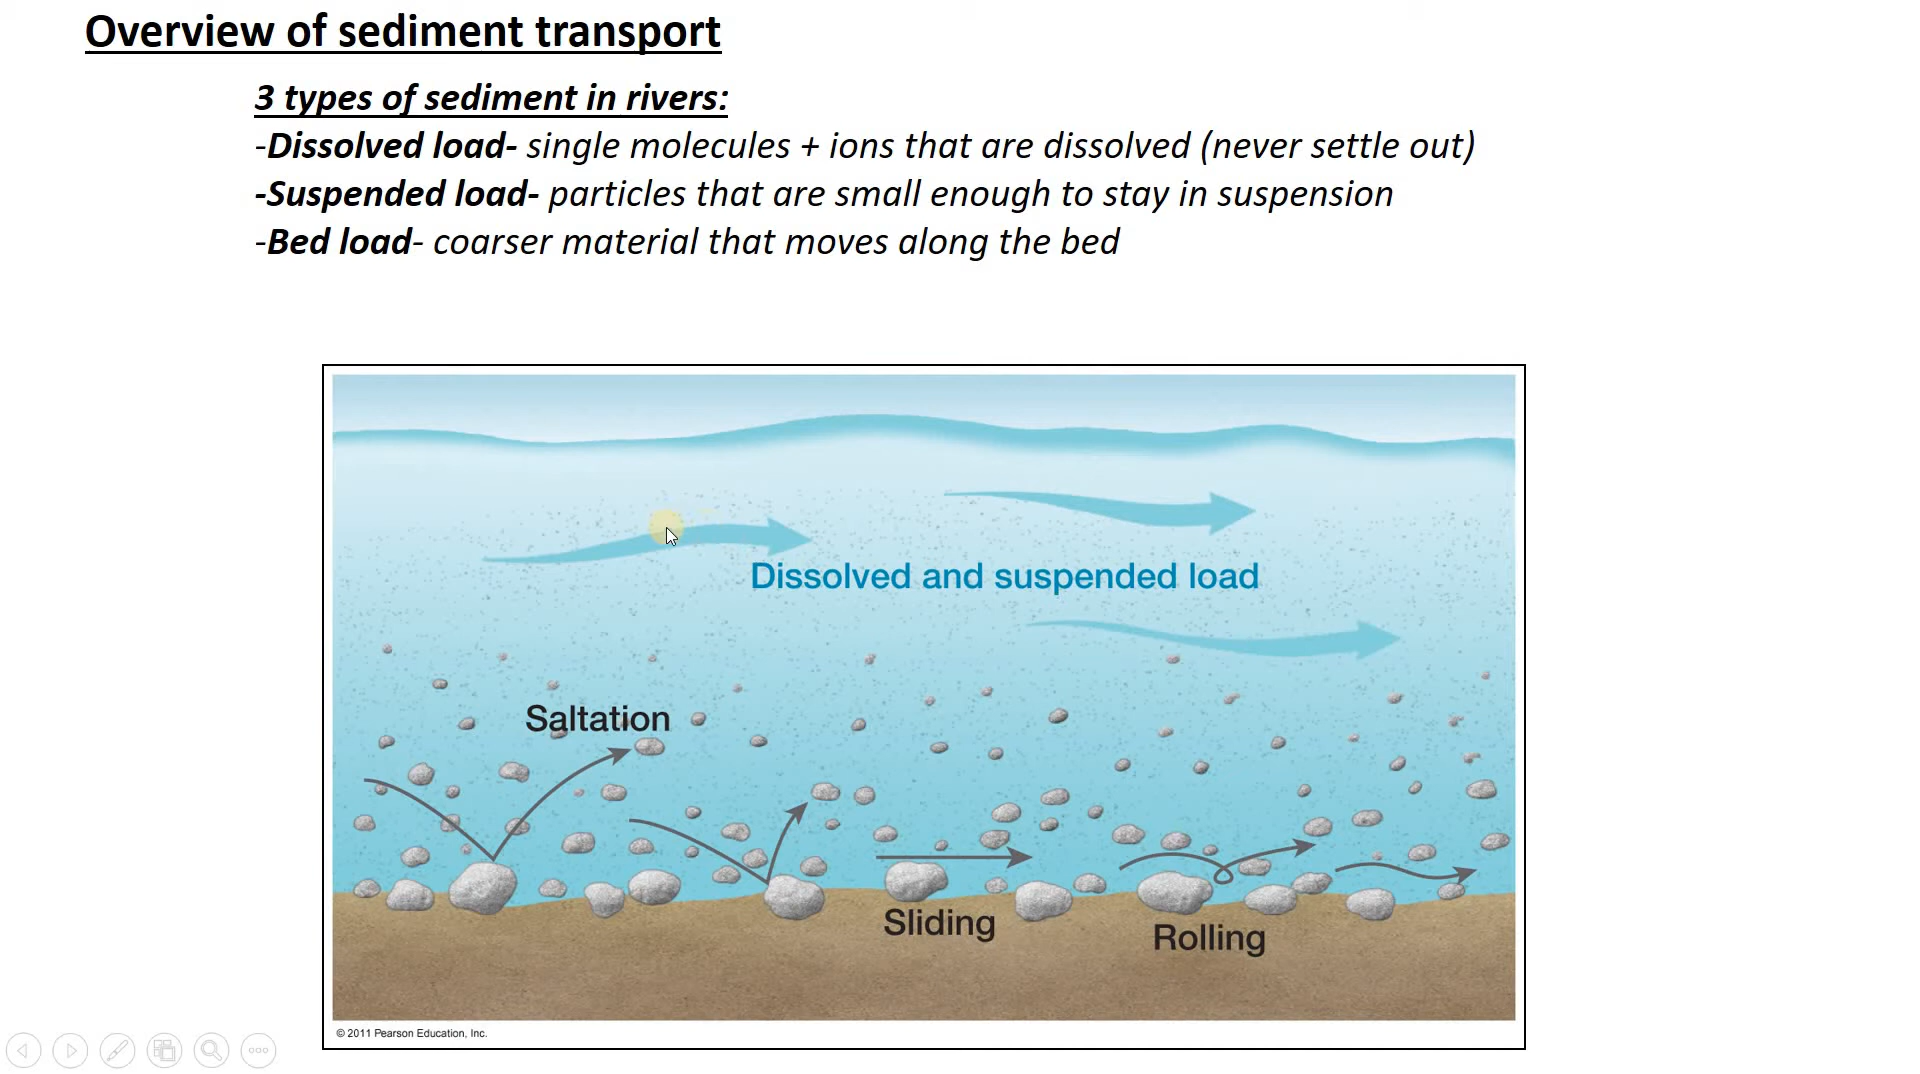 Overview of sediment transport
3 types of sediment in rivers:
-Dissolved load- single molecules + ions that are dissolved (never settle out)
-Suspended load- particles that are small enough to stay in suspension
-Bed load- coarser material that moves along the bed
Dissolved and suspended load
Saltation
Sliding
Rolling
© 2011 Pearson Education, Inc.